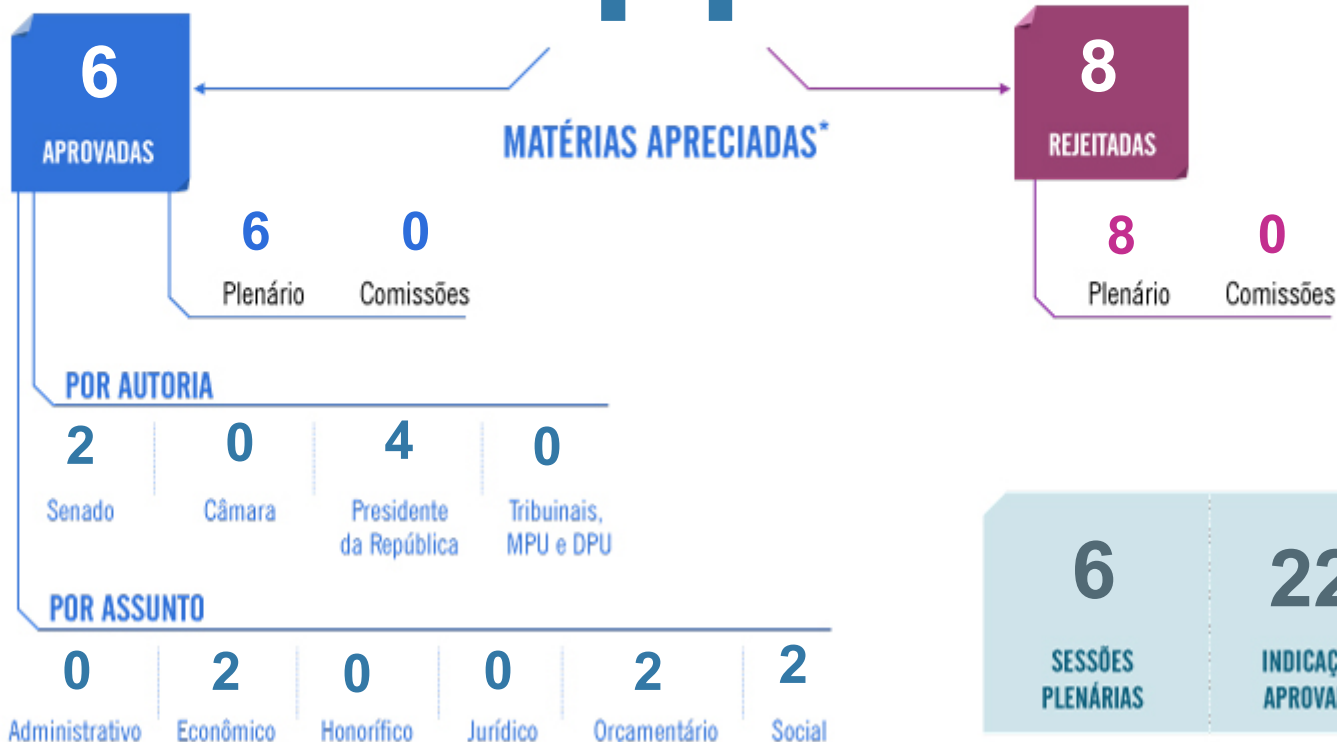 6
APROVADAS
MATÉRIAS APRECIADAS*
8
REJEITADAS
6 0
Plenário Comissões
8 0
Plenário Comissões
POR AUTORIA
2 0 4 0
Senado Câmara Presidente da República Tribuinais, MPU e DPU
POR ASSUNTO
0 2 0 0 2 2
Administrativo Econômico Honorífico Jurídico Orcamentário Social
6
SESSÕES
PLENÁRIAS